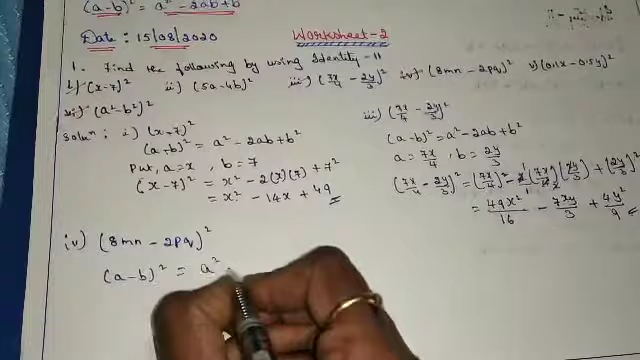 (a-b)² = a² - 2ab + b
Date : 15/08/2020 Worksheet-2
1. Find the following by using Identity-II
i) (x-7)² ii) (5a-4b)² iii) (7x/4 - 2y/3)² iv) (8mn - 2pq)² v) (0.1x - 0.5y)²
vi) (a²-b²)²
Soluⁿ: i) (x-7)²
(a-b)² = a² - 2ab + b²
Put, a = x , b = 7
(x-7)² = x² - 2(x)(7) + 7²
= x² - 14x + 49
iii) (7x/4 - 2y/3)²
(a-b)² = a² - 2ab + b²
a = 7x/4 , b = 2y/3
(7x/4 - 2y/3)² = (7x/4)² - 2(7x/4)(2y/3) + (2y/3)²
= 49x²/16 - 7xy/3 + 4y²/9
iv) (8mn - 2pq)²
(a-b)² = a²